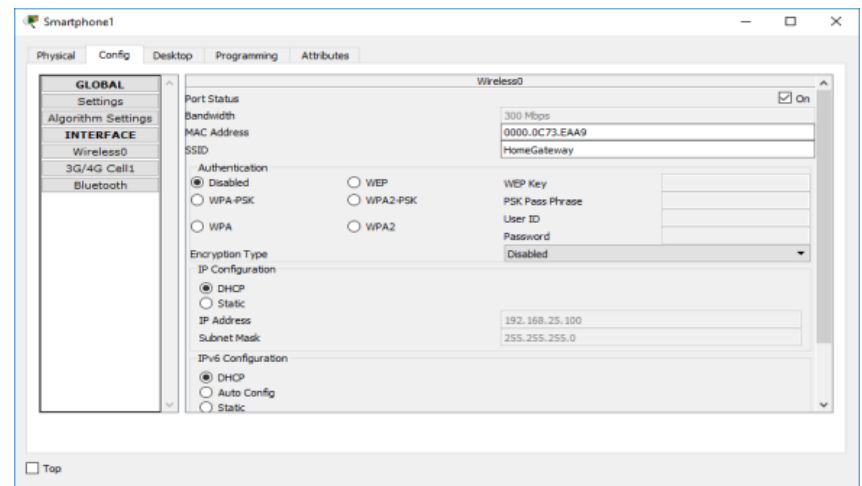 Smartphone1
Physical Config Desktop Programming Attributes
GLOBAL
Settings
Algorithm Settings
INTERFACE
Wireless0
3G/4G Cell1
Bluetooth
Wireless0
Port Status On
Bandwidth 300 Mbps
MAC Address 0000.0C73.EAA9
SSID HomeGateway
Authentication
Disabled WEP WEP Key
WPA-PSK WPA2-PSK PSK Pass Phrase
User ID
WPA WPA2
Password
Encryption Type Disabled
IP Configuration
DHCP
Static
IP Address 192.168.25.100
Subnet Mask 255.255.255.0
IPv6 Configuration
DHCP
Auto Config
Static
Top